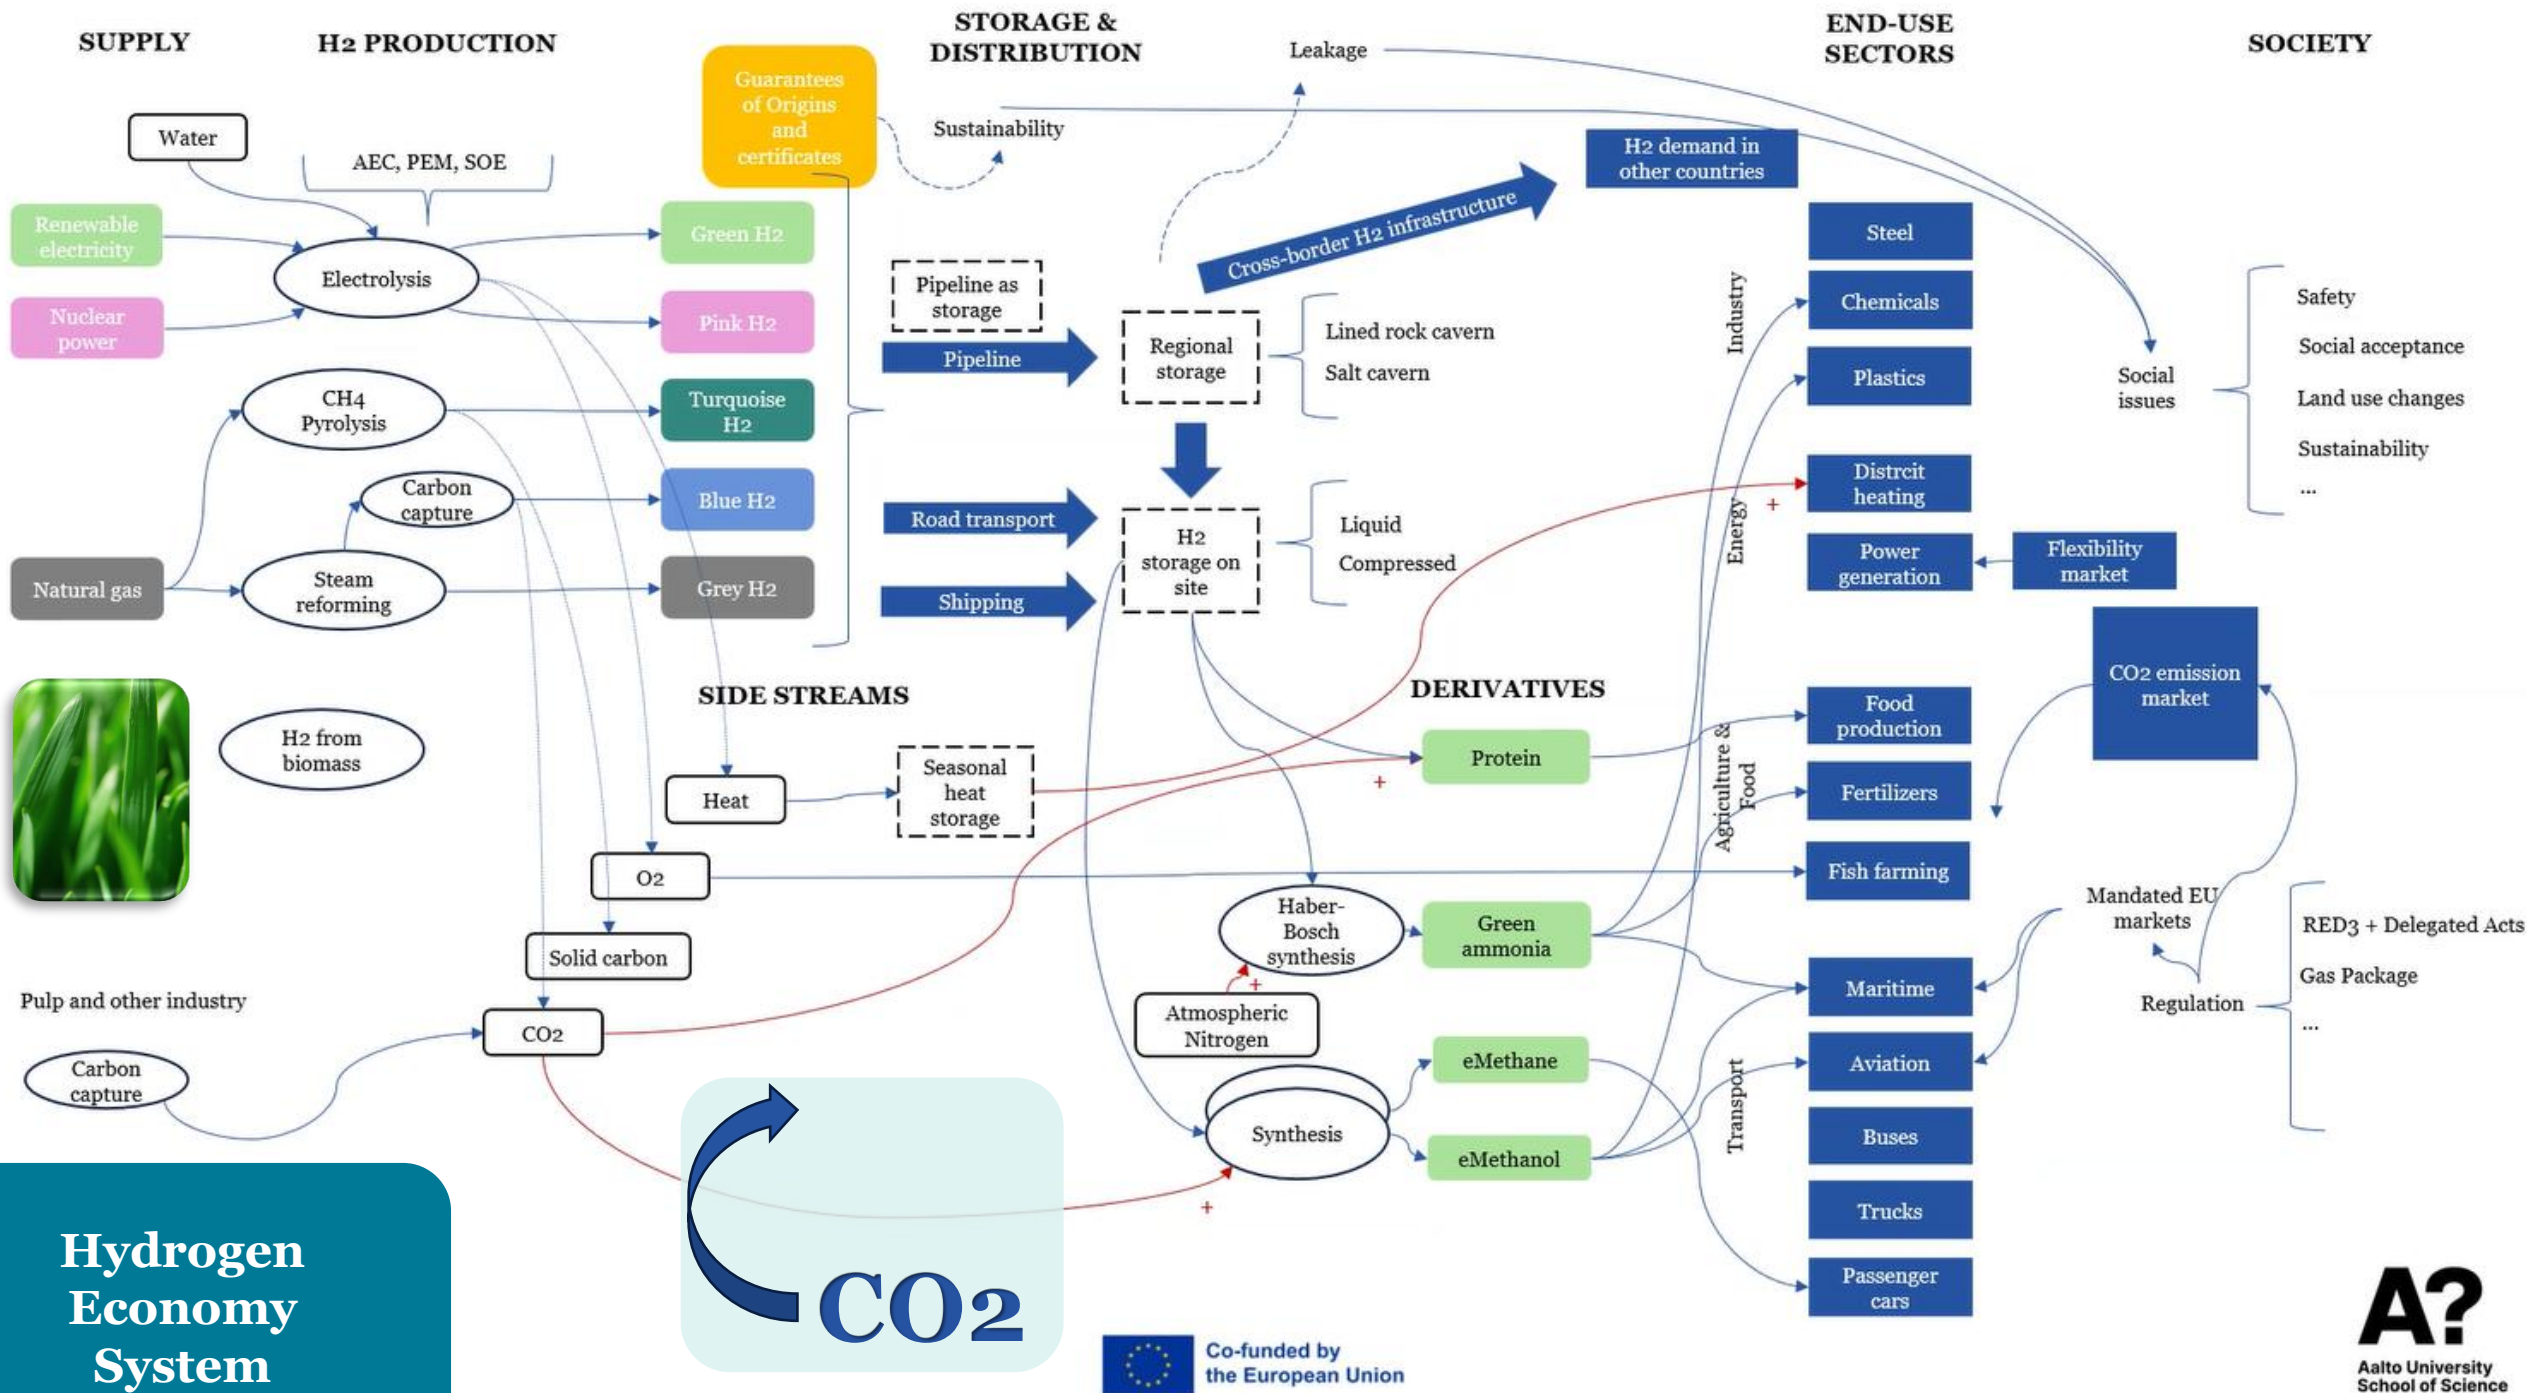 SUPPLY
H2 PRODUCTION
STORAGE &
DISTRIBUTION
END-USE
SECTORS
SOCIETY
Water
AEC, PEM, SOE
Renewable
electricity
Nuclear
power
Electrolysis
CH4
Pyrolysis
Carbon
capture
Natural gas
Steam
reforming
H2 from
biomass
Pulp and other industry
Carbon
capture
Guarantees
of Origins
and
certificates
Green H2
Pink H2
Turquoise
H2
Blue H2
Grey H2
Sustainability
Leakage
Cross-border H2 infrastructure
H2 demand in
other countries
Pipeline as
storage
Pipeline
Regional
storage
Lined rock cavern
Salt cavern
Road transport
Shipping
H2
storage on
site
Liquid
Compressed
SIDE STREAMS
Heat
Seasonal
heat
storage
O2
Solid carbon
CO2
DERIVATIVES
Protein
+
Haber-
Bosch
synthesis
Green
ammonia
+
Atmospheric
Nitrogen
eMethane
Synthesis
eMethanol
+
Industry
Steel
Chemicals
Plastics
Energy
+
Distrcit
heating
Power
generation
Flexibility
market
Agriculture &
Food
Food
production
Fertilizers
Fish farming
Transport
Maritime
Aviation
Buses
Trucks
Passenger
cars
Social
issues
Safety
Social acceptance
Land use changes
Sustainability
...
CO2 emission
market
Mandated EU
markets
Regulation
RED3 + Delegated Acts
Gas Package
...
Hydrogen
Economy
System
CO2
Co-funded by
the European Union
A?
Aalto University
School of Science